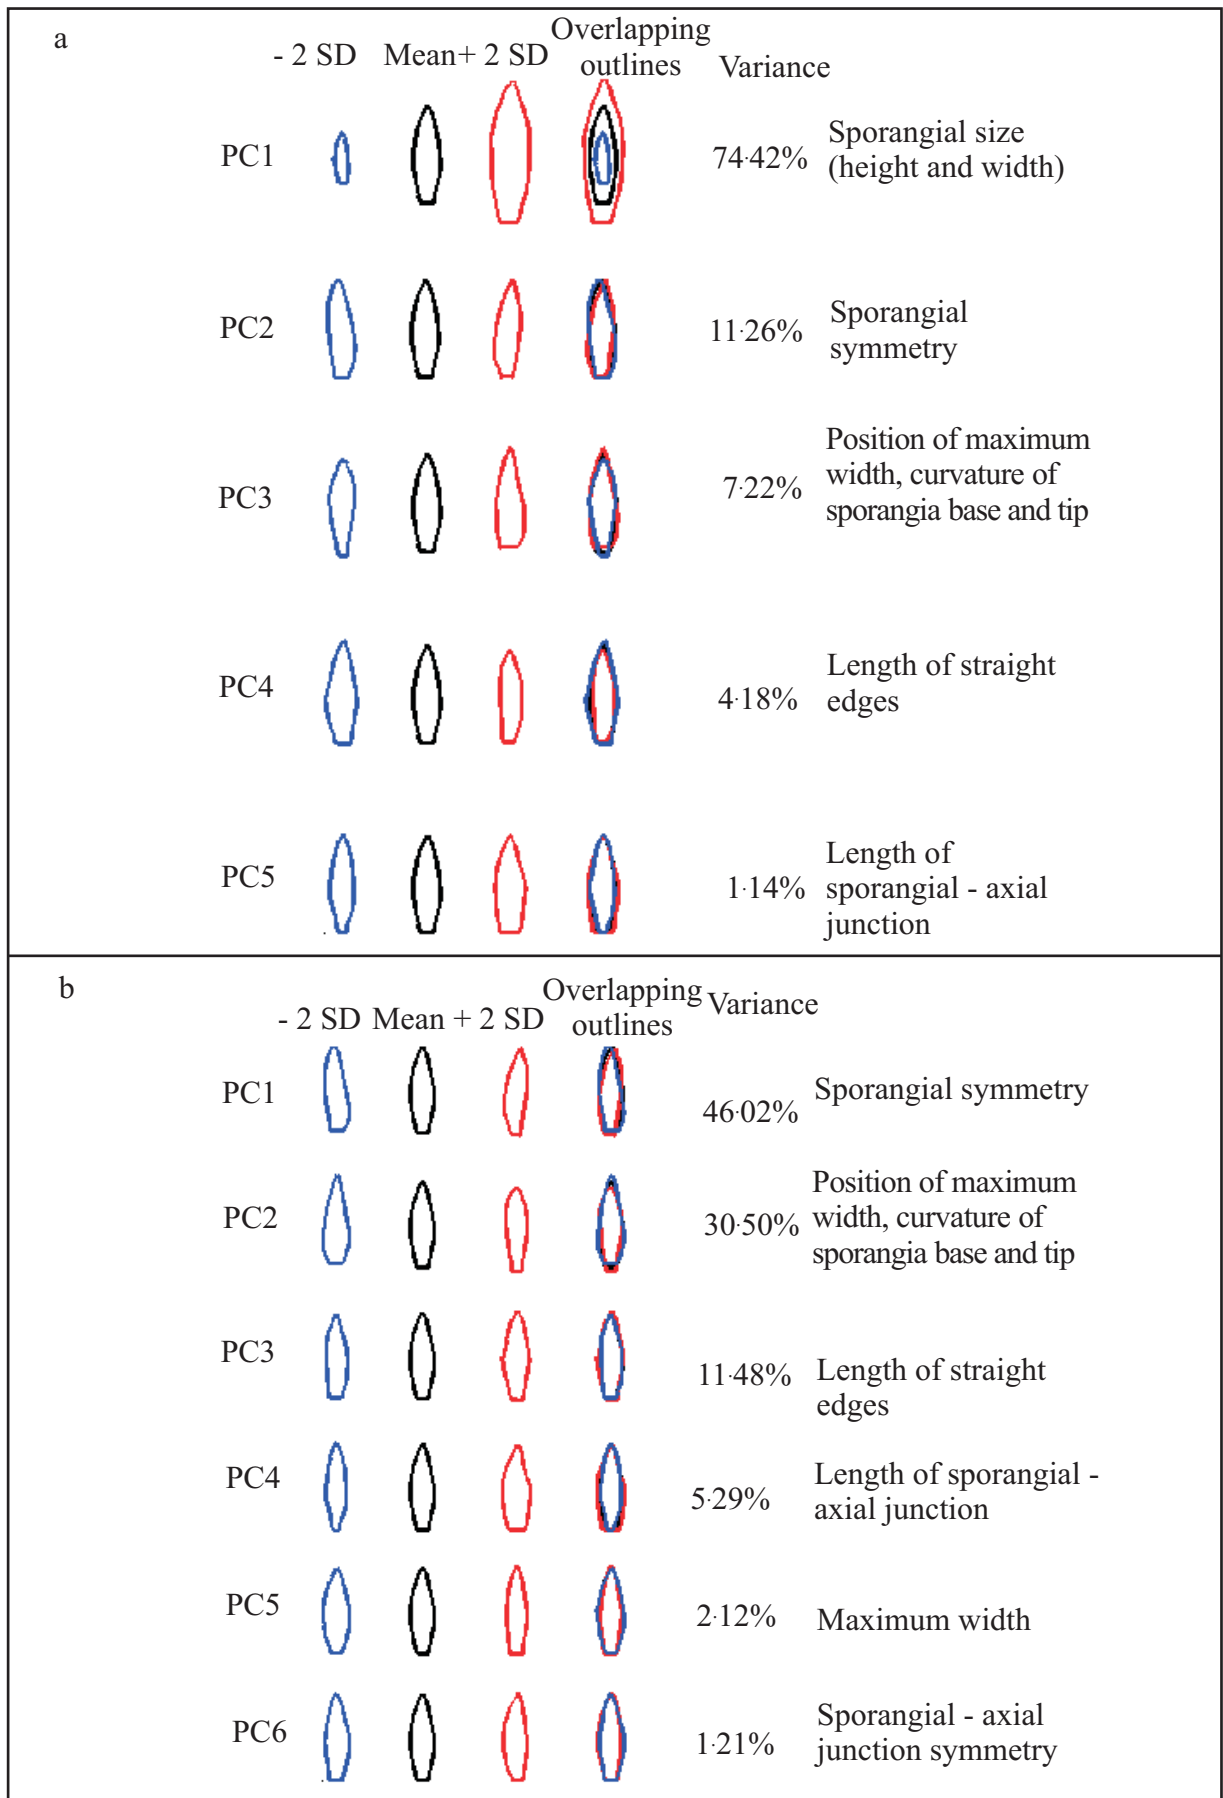 a
- 2 SD Mean + 2 SD Overlapping outlines Variance
PC1 74·42% Sporangial size
(height and width)
PC2 11·26% Sporangial
symmetry
PC3 7·22% Position of maximum
width, curvature of
sporangia base and tip
PC4 4·18% Length of straight
edges
PC5 1·14% Length of
sporangial - axial
junction
b
- 2 SD Mean + 2 SD Overlapping outlines Variance
PC1 46·02% Sporangial symmetry
PC2 30·50% Position of maximum
width, curvature of
sporangia base and tip
PC3 11·48% Length of straight
edges
PC4 5·29% Length of sporangial -
axial junction
PC5 2·12% Maximum width
PC6 1·21% Sporangial - axial
junction symmetry